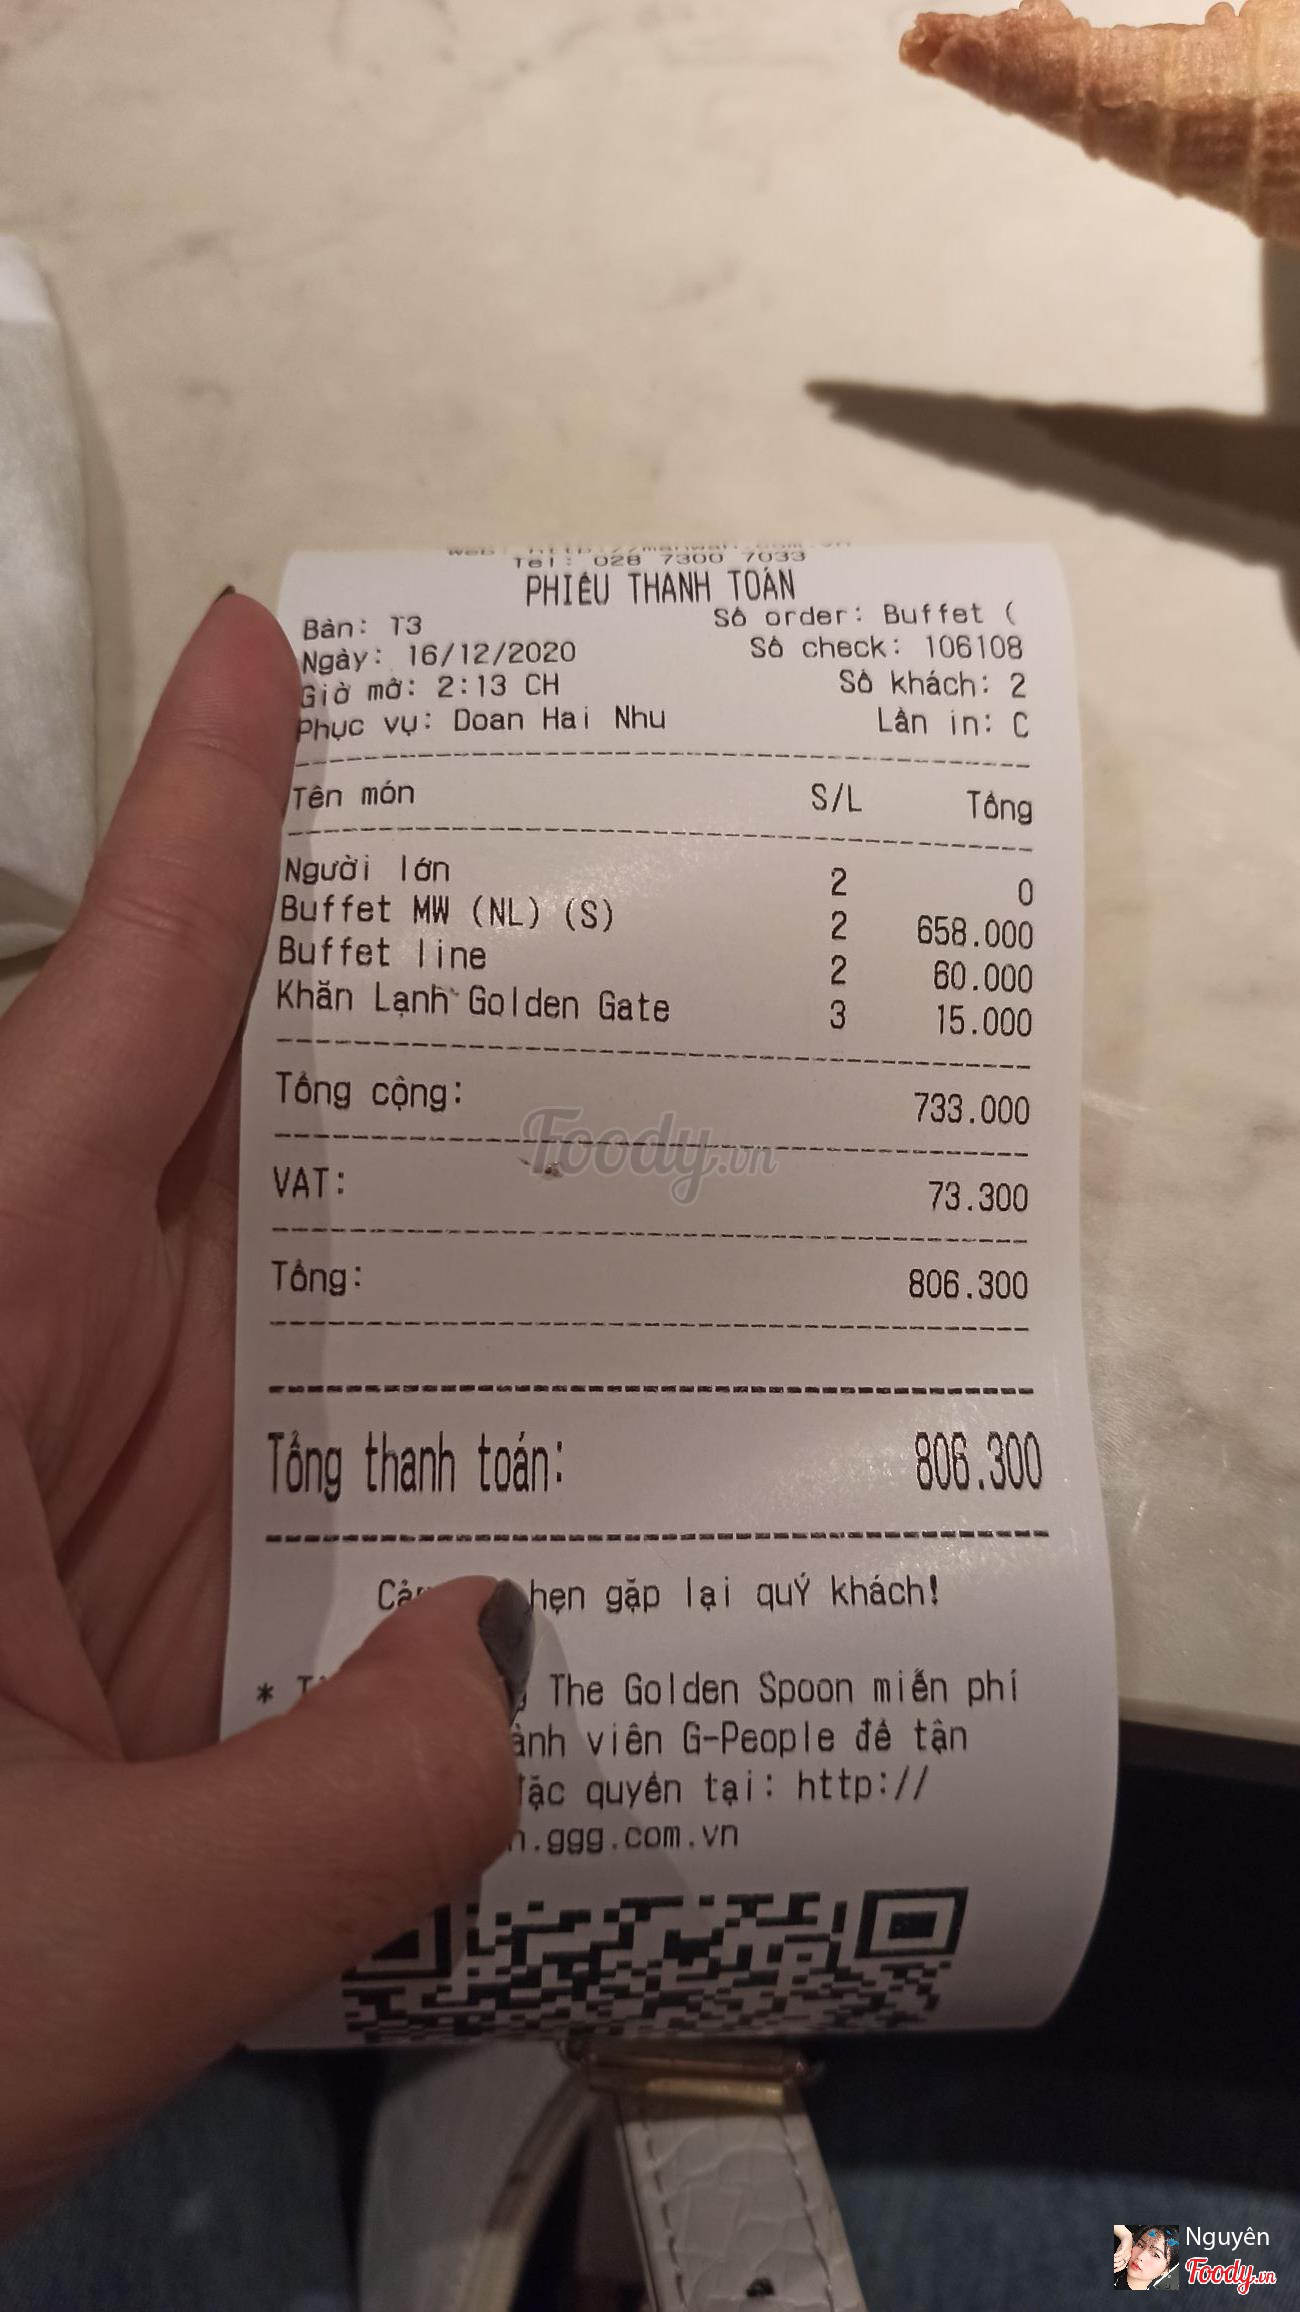 Tel: 028 7300 7033
PHIẾU THANH TOÁN
Bàn: T3 Số order: Buffet (
Ngày: 16/12/2020 Số check: 106108
Giờ mở: 2:13 CH Số khách: 2
Phục vụ: Doan Hai Nhu Lần in: C
Tên món S/L Tổng
Người lớn 2 0
Buffet MW (NL) (S) 2 658.000
Buffet line 2 60.000
Khăn Lạnh Golden Gate 3 15.000
Tổng cộng: 733.000
Foody.vn
VAT: 73.300
Tổng: 806.300
Tổng thanh toán: 806.300
hẹn gặp lại quÝ khách!
* The Golden Spoon miễn phí
viên G-People để tận
quyền tại: http://
.ggg.com.vn
Nguyên
Foody.vn